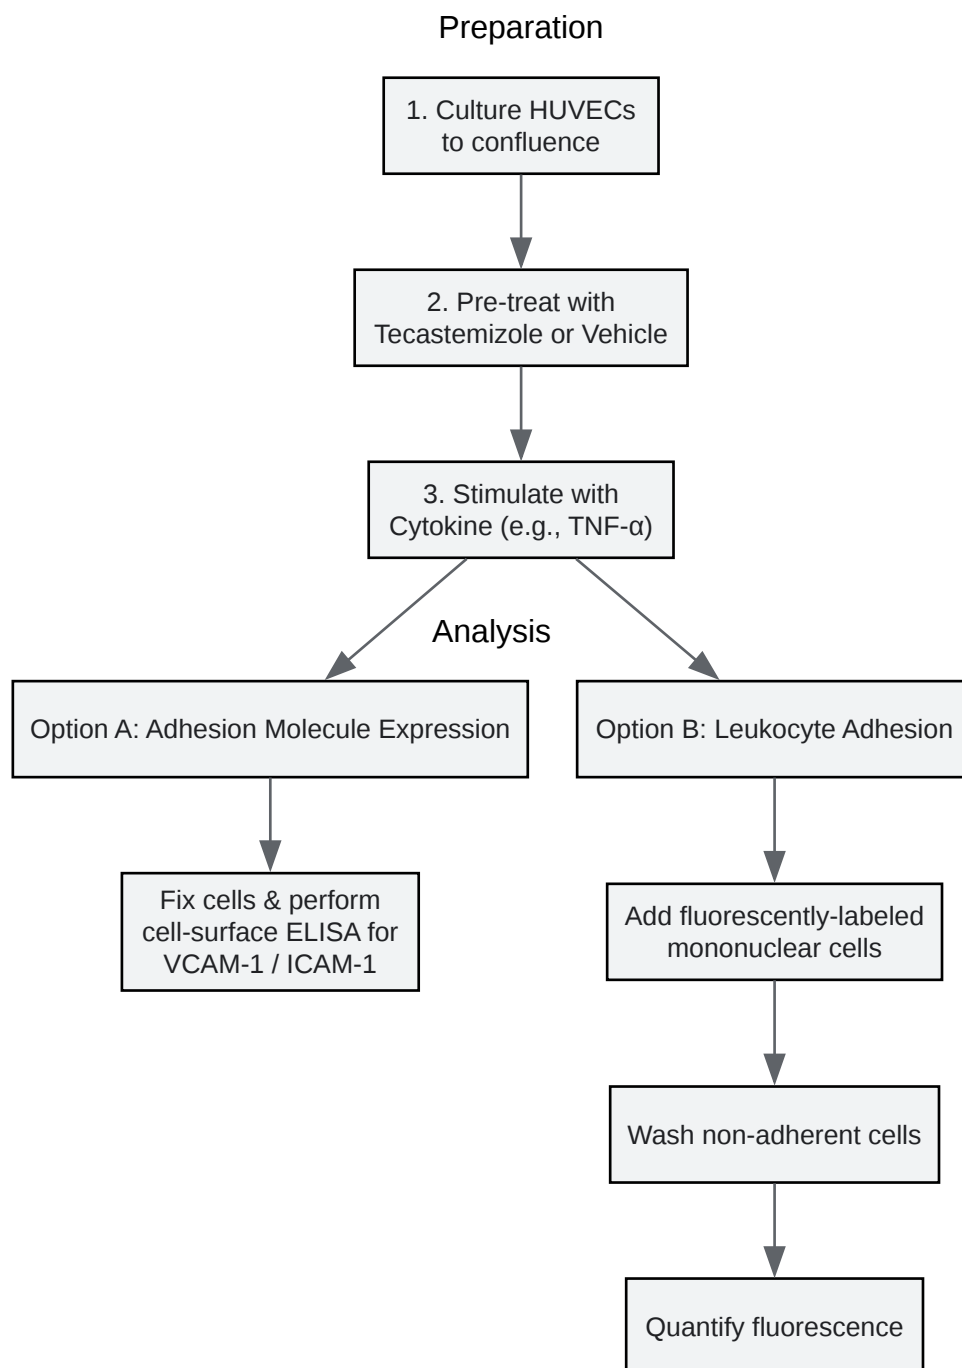 Preparation
1. Culture HUVECs
to confluence
2. Pre-treat with
Tecastemizole or Vehicle
3. Stimulate with
Cytokine (e.g., TNF-α)
Analysis
Option A: Adhesion Molecule Expression
Fix cells & perform
cell-surface ELISA for
VCAM-1 / ICAM-1
Option B: Leukocyte Adhesion
Add fluorescently-labeled
mononuclear cells
Wash non-adherent cells
Quantify fluorescence